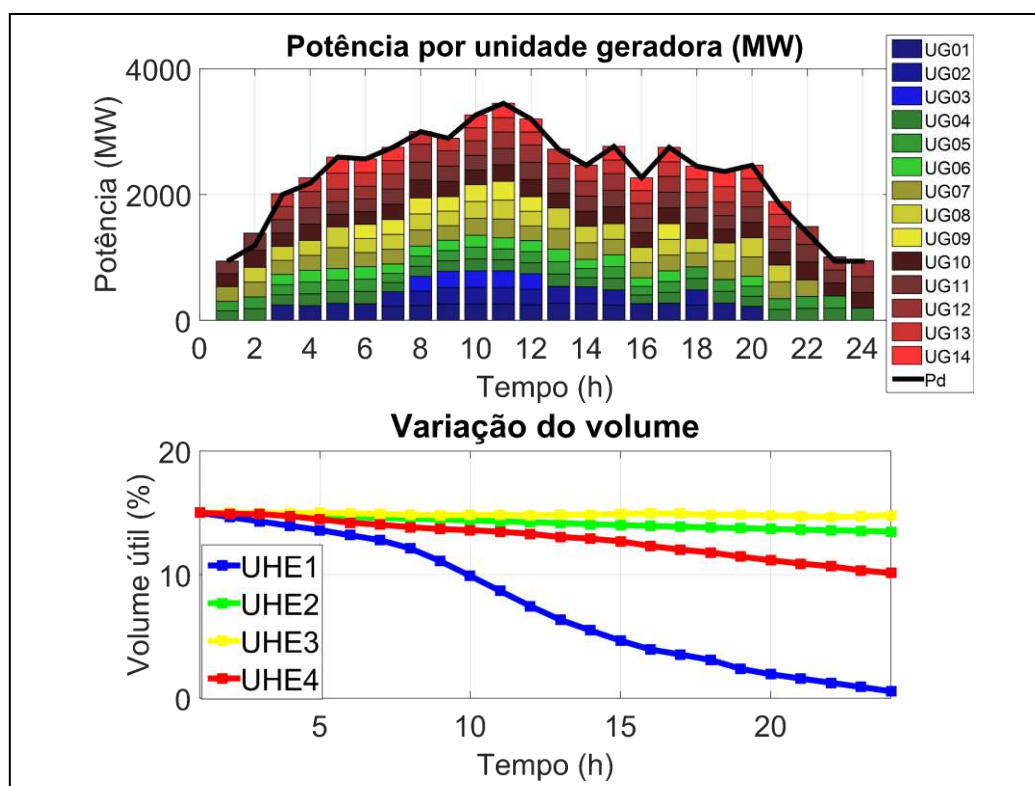 Potência por unidade geradora (MW)
4000
2000
0
Potência (MW)
0 2 4 6 8 10 12 14 16 18 20 22 24
Tempo (h)
UG01
UG02
UG03
UG04
UG05
UG06
UG07
UG08
UG09
UG10
UG11
UG12
UG13
UG14
Pd
Variação do volume
20
10
0
Volume útil (%)
5 10 15 20
Tempo (h)
UHE1
UHE2
UHE3
UHE4